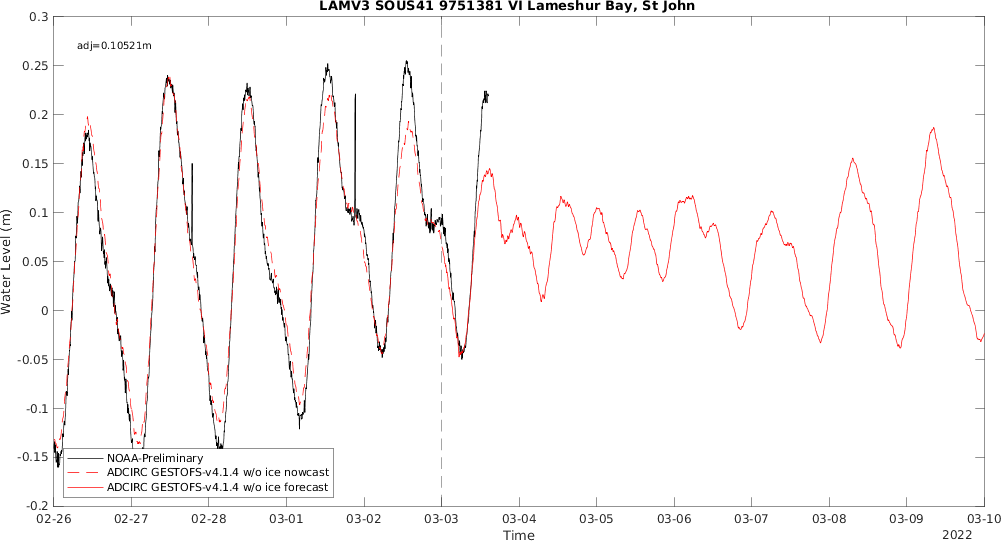 LAMV3 SOUS41 9751381 VI Lameshur Bay, St John
adj=0.10521m
0.3
0.25
0.2
0.15
0.1
0.05
0
-0.05
-0.1
-0.15
-0.2
Water Level (m)
NOAA-Preliminary
ADCIRC GESTOFS-v4.1.4 w/o ice nowcast
ADCIRC GESTOFS-v4.1.4 w/o ice forecast
02-26 02-27 02-28 03-01 03-02 03-03 03-04 03-05 03-06 03-07 03-08 03-09 03-10
Time
2022